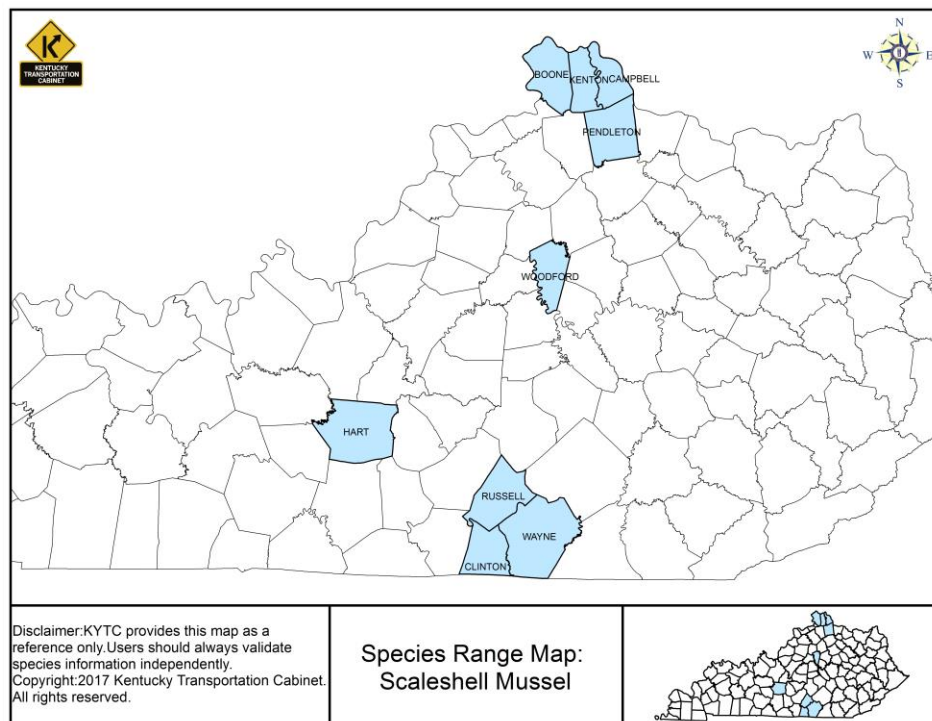 KENTUCKY
TRANSPORTATION
CABINET
N
W E
S
BOONE
KENTON
CAMPBELL
PENDLETON
WOODFORD
HART
RUSSELL
WAYNE
CLINTON
Disclaimer:KYTC provides this map as a
reference only.Users should always validate
species information independently.
Copyright:2017 Kentucky Transportation Cabinet.
All rights reserved.
Species Range Map:
Scaleshell Mussel